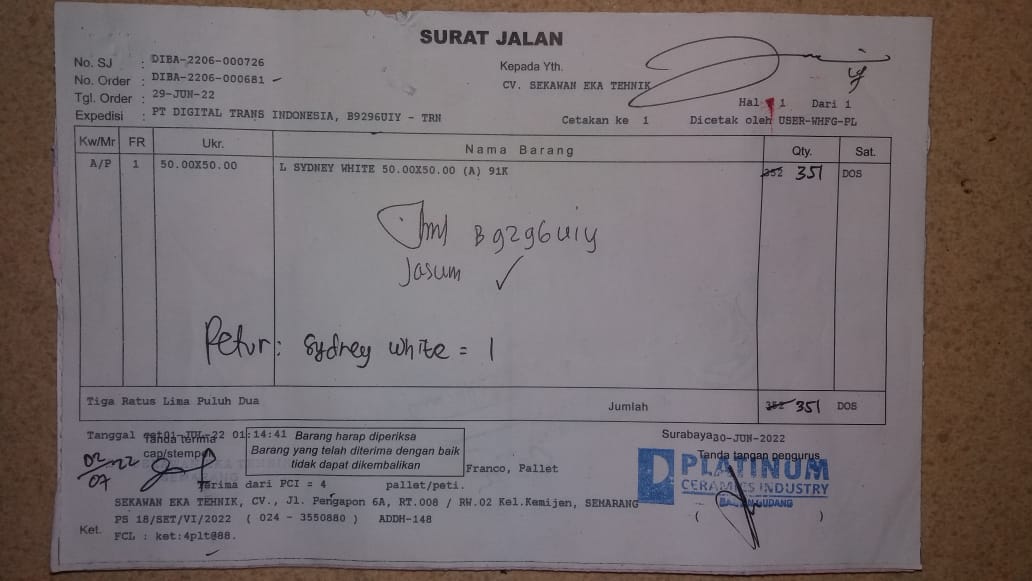 SURAT JALAN
No. SJ : DIBA-2206-000726
No. Order : DIBA-2206-000681
Tgl. Order : 29-JUN-22
Expedisi : PT DIGITAL TRANS INDONESIA, B9296UIY - TRN
Kepada Yth.
CV. SEKAWAN EKA TEHNIK
Hal 1 Dari 1
Cetakan ke 1 Dicetak oleh USER-WHFG-PL
Kw/Mr FR Ukr. Nama Barang Qty. Sat.
A/P 1 50.00X50.00 L SYDNEY WHITE 50.00X50.00 (A) 91K 352 351 DOS
B9296UIY
Jasum ✓
Retur: Sydney White = 1
Tiga Ratus Lima Puluh Dua Jumlah 352 351 DOS
Tanggal 01-JUL-22 01:14:41
Tanda terima
cap/stempel
02/07 22
Barang harap diperiksa
Barang yang telah diterima dengan baik
tidak dapat dikembalikan
Surabaya 30-JUN-2022
Tanda tangan pengurus
PLATINUM
CERAMICS INDUSTRY
BAGIAN GUDANG
( )
Franco, Pallet
Terima dari PCI = 4 pallet/peti.
SEKAWAN EKA TEHNIK, CV., Jl. Pengapon 6A, RT.008 / RW.02 Kel.Kemijen, SEMARANG
PS 18/SET/VI/2022 ( 024 - 3550880 ) ADDH-148
Ket. FCL : ket:4plt@88.